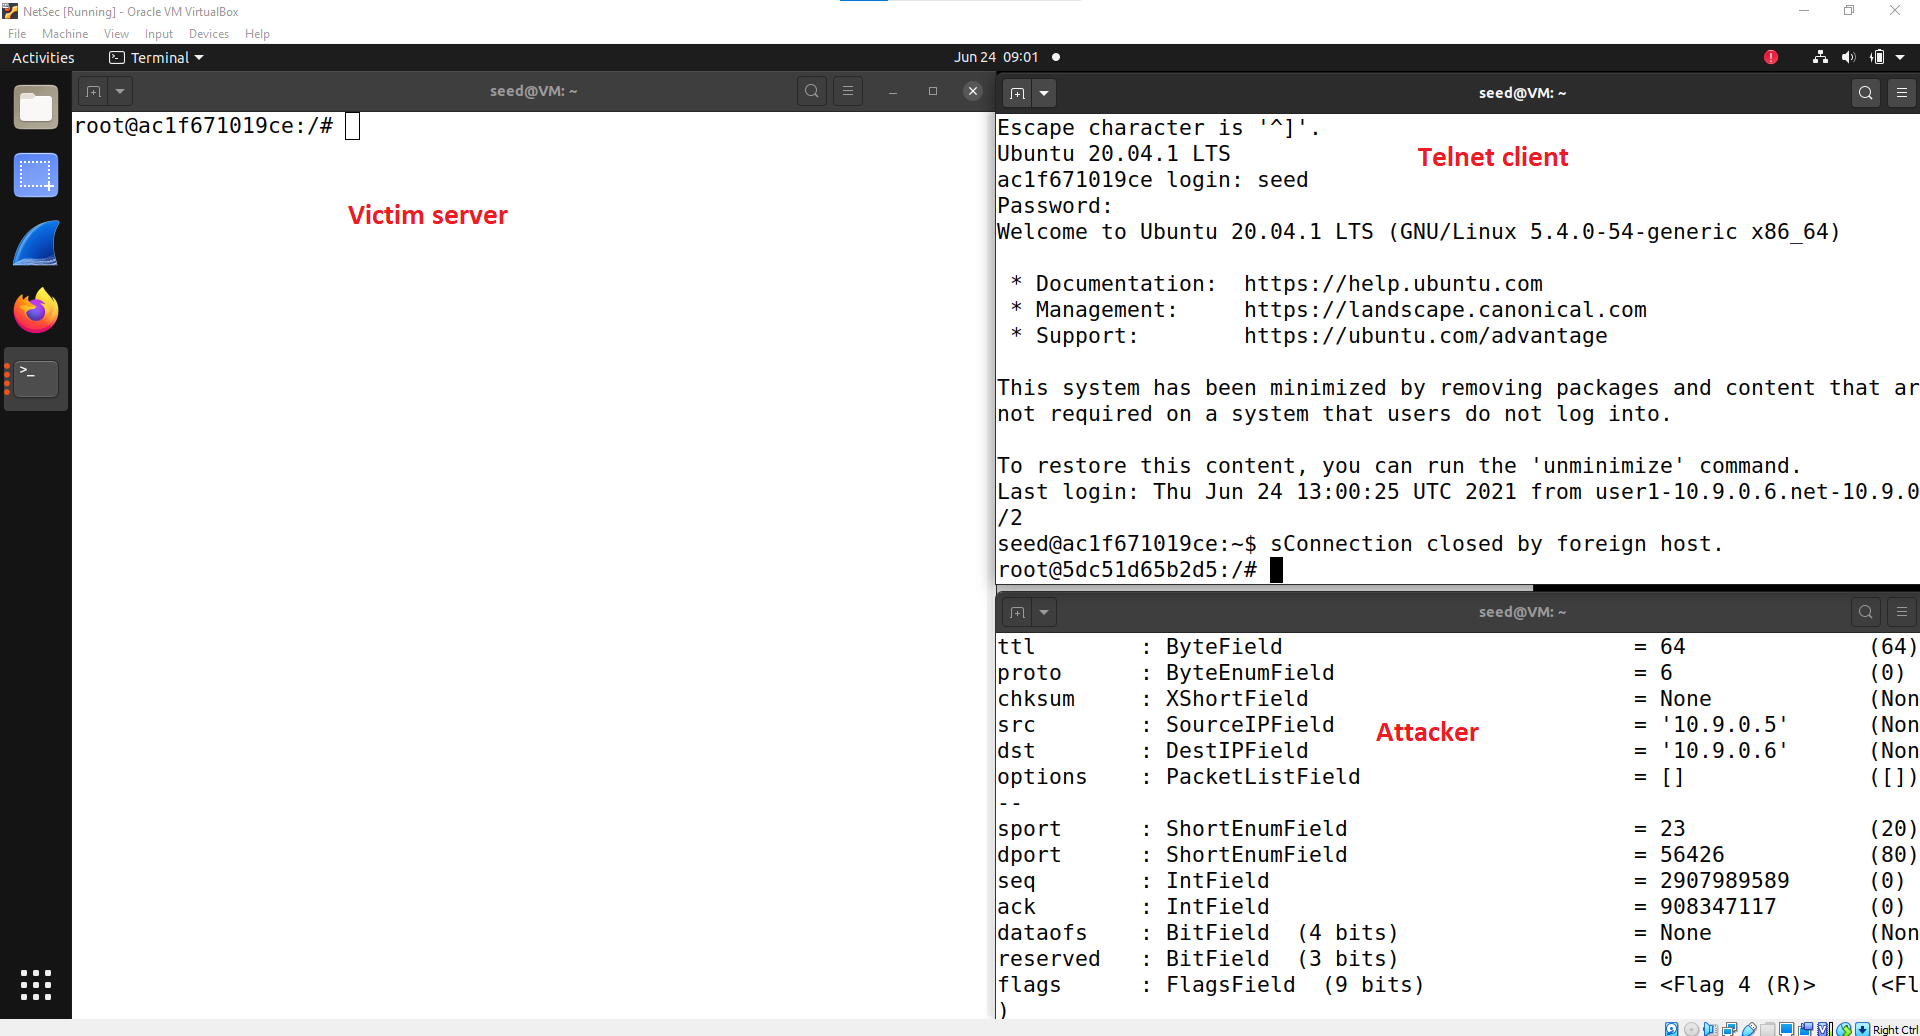 NetSec [Running] - Oracle VM VirtualBox
File Machine View Input Devices Help
Activities Terminal Jun 24 09:01
seed@VM: ~
root@ac1f671019ce:/#
Victim server
seed@VM: ~
Escape character is '^]'.
Ubuntu 20.04.1 LTS
Telnet client
ac1f671019ce login: seed
Password:
Welcome to Ubuntu 20.04.1 LTS (GNU/Linux 5.4.0-54-generic x86_64)
* Documentation: https://help.ubuntu.com
* Management: https://landscape.canonical.com
* Support: https://ubuntu.com/advantage
This system has been minimized by removing packages and content that ar
not required on a system that users do not log into.
To restore this content, you can run the 'unminimize' command.
Last login: Thu Jun 24 13:00:25 UTC 2021 from user1-10.9.0.6.net-10.9.0
/2
seed@ac1f671019ce:~$ sConnection closed by foreign host.
root@5dc51d65b2d5:/#
seed@VM: ~
ttl : ByteField = 64 (64)
proto : ByteEnumField = 6 (0)
chksum : XShortField = None (Non
src : SourceIPField = '10.9.0.5' (Non
Attacker
dst : DestIPField = '10.9.0.6' (Non
options : PacketListField = [] ([])
--
sport : ShortEnumField = 23 (20)
dport : ShortEnumField = 56426 (80)
seq : IntField = 2907989589 (0)
ack : IntField = 908347117 (0)
dataofs : BitField (4 bits) = None (Non
reserved : BitField (3 bits) = 0 (0)
flags : FlagsField (9 bits) = <Flag 4 (R)> (<Fl
)
Right Ctrl